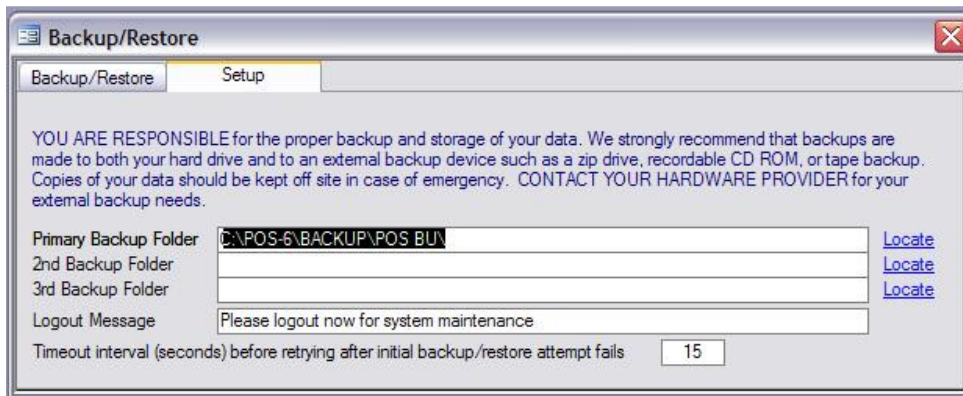 Backup/Restore
Backup/Restore Setup
YOU ARE RESPONSIBLE for the proper backup and storage of your data. We strongly recommend that backups are
made to both your hard drive and to an external backup device such as a zip drive, recordable CD ROM, or tape backup.
Copies of your data should be kept off site in case of emergency. CONTACT YOUR HARDWARE PROVIDER for your
external backup needs.
Primary Backup Folder C:\POS-6\BACKUP\POS BU\ Locate
2nd Backup Folder Locate
3rd Backup Folder Locate
Logout Message Please logout now for system maintenance
Timeout interval (seconds) before retrying after initial backup/restore attempt fails 15